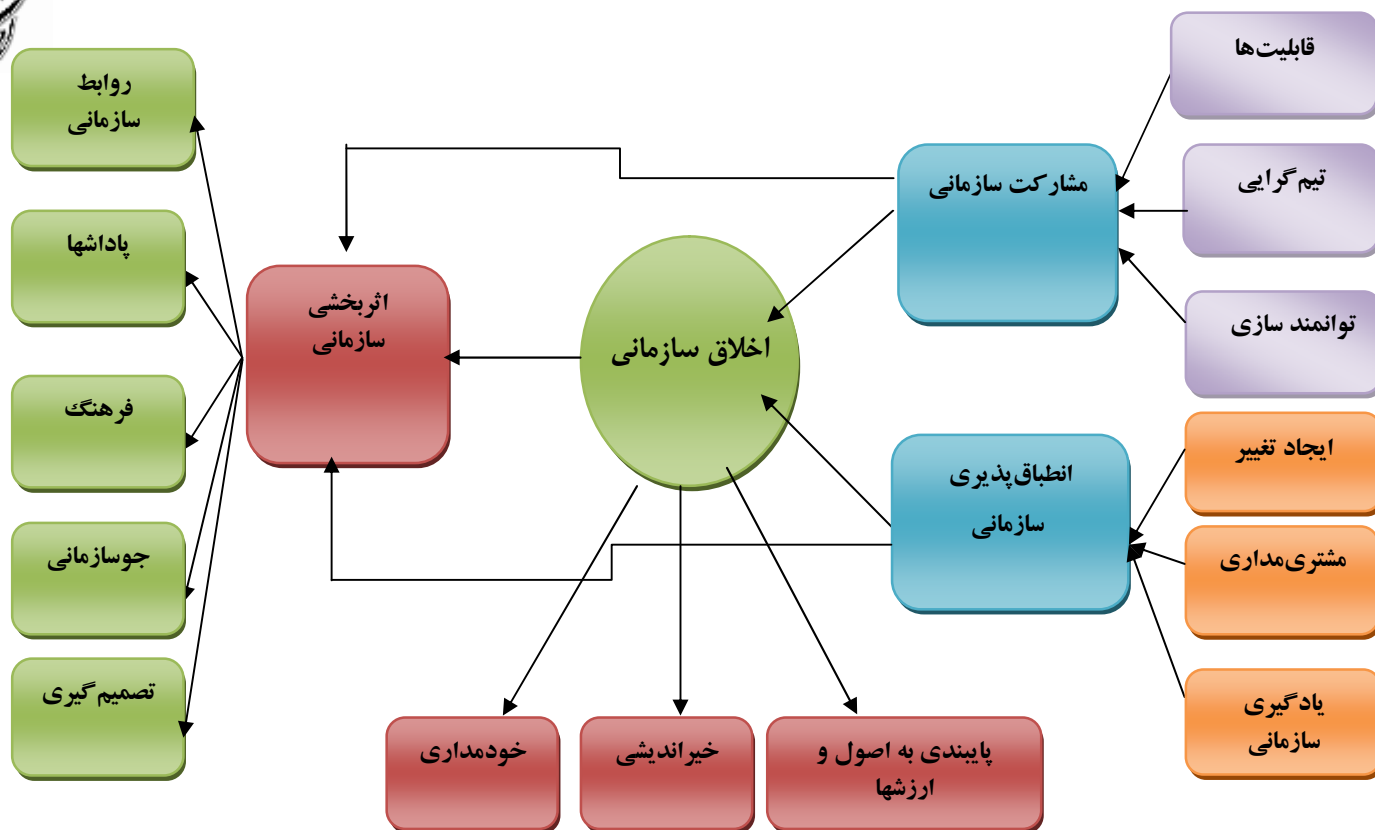 قابلیت‌ها
تیم‌گرایی
توانمند سازی
ایجاد تغییر
مشتری‌مداری
یادگیری
سازمانی
مشارکت سازمانی
انطباق‌پذیری
سازمانی
اخلاق سازمانی
پایبندی به اصول و
ارزشها
خیراندیشی
خودمداری
اثربخشی
سازمانی
روابط
سازمانی
پاداشها
فرهنگ
جوسازمانی
تصمیم‌گیری